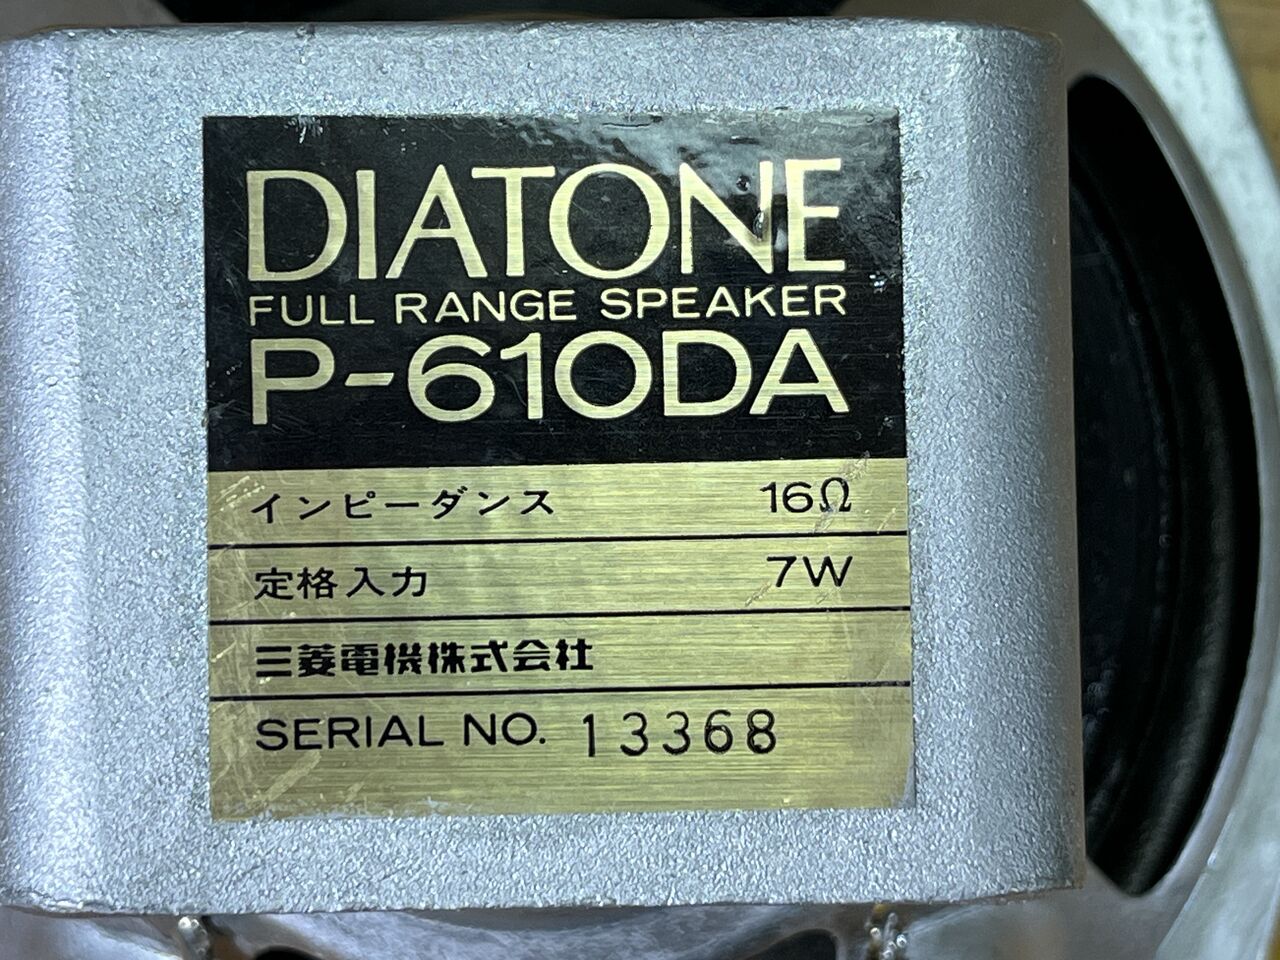 DIATONE
FULL RANGE SPEAKER
P-610DA
インピーダンス 16Ω
定格入力 7W
三菱電機株式会社
SERIAL NO. 13368